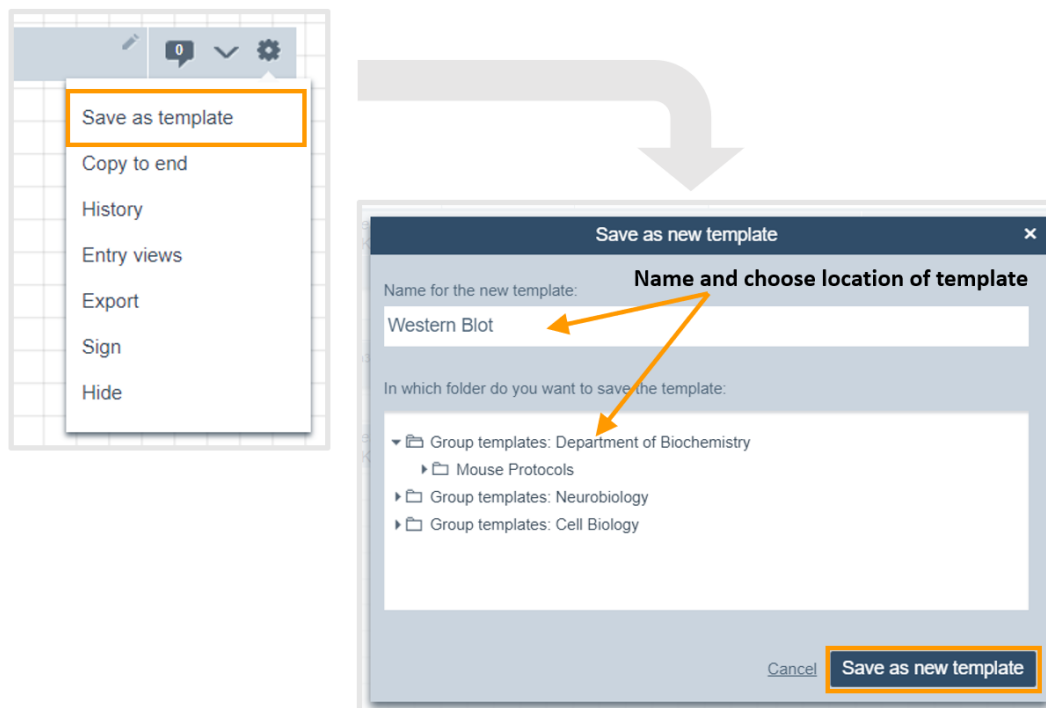 0
Save as template
Copy to end
History
Entry views
Export
Sign
Hide
Save as new template
Name and choose location of template
Name for the new template:
Western Blot
In which folder do you want to save the template:
Group templates: Department of Biochemistry
Mouse Protocols
Group templates: Neurobiology
Group templates: Cell Biology
Cancel Save as new template